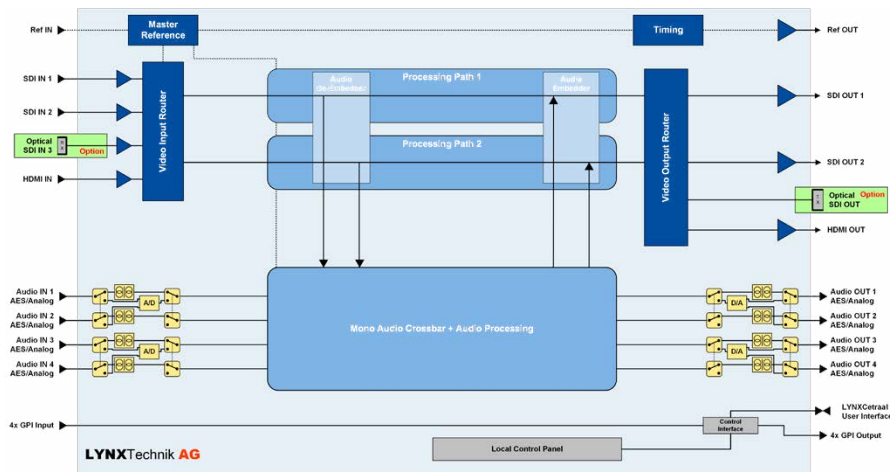 Ref IN
Master
Reference
Timing
Ref OUT
SDI IN 1
SDI IN 2
Optical
SDI IN 3
Option
HDMI IN
Video Input Router
Processing Path 1
Audio
de-Embedder
Audio
Embedder
Processing Path 2
Video Output Router
SDI OUT 1
SDI OUT 2
Optical Option
SDI OUT
HDMI OUT
Audio IN 1
AES/Analog
Audio IN 2
AES/Analog
Audio IN 3
AES/Analog
Audio IN 4
AES/Analog
A/D
A/D
Mono Audio Crossbar + Audio Processing
D/A
D/A
Audio OUT 1
AES/Analog
Audio OUT 2
AES/Analog
Audio OUT 3
AES/Analog
Audio OUT 4
AES/Analog
4x GPI Input
LYNXTechnik AG
Local Control Panel
Control
Interface
LYNXCetraal
User Interface
4x GPI Output